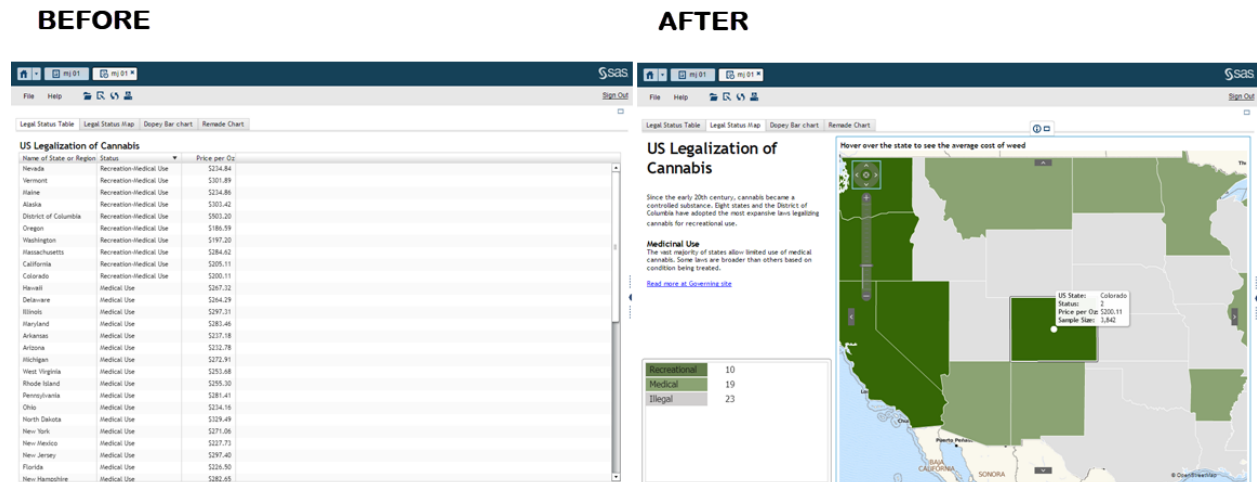 BEFORE
mj 01
mj 01
sas
File Help
Sign Out
Legal Status Table Legal Status Map Dopey Bar chart Remade Chart
US Legalization of Cannabis
Name of State or Region Status Price per Oz
Nevada Recreation-Medical Use $234.84
Vermont Recreation-Medical Use $301.89
Maine Recreation-Medical Use $234.86
Alaska Recreation-Medical Use $303.42
District of Columbia Recreation-Medical Use $503.20
Oregon Recreation-Medical Use $186.59
Washington Recreation-Medical Use $197.20
Massachusetts Recreation-Medical Use $284.62
California Recreation-Medical Use $205.11
Colorado Recreation-Medical Use $200.11
Hawaii Medical Use $267.32
Delaware Medical Use $264.29
Illinois Medical Use $297.31
Maryland Medical Use $283.46
Arkansas Medical Use $237.18
Arizona Medical Use $232.78
Michigan Medical Use $272.91
West Virginia Medical Use $253.68
Rhode Island Medical Use $255.30
Pennsylvania Medical Use $281.41
Ohio Medical Use $234.16
North Dakota Medical Use $329.49
New York Medical Use $271.06
New Mexico Medical Use $227.73
New Jersey Medical Use $297.40
Florida Medical Use $226.50
New Hampshire Medical Use $282.65
AFTER
mj 01
mj 01
sas
File Help
Sign Out
Legal Status Table Legal Status Map Dopey Bar chart Remade Chart
US Legalization of
Cannabis
Since the early 20th century, cannabis became a
controlled substance. Eight states and the District of
Columbia have adopted the most expansive laws legalizing
cannabis for recreational use.
Medicinal Use
The vast majority of states allow limited use of medical
cannabis. Some laws are broader than others based on
condition being treated.
Read more at Governing site
Recreational 10
Medical 19
Illegal 23
Hover over the state to see the average cost of weed
US State: Colorado
Status: 2
Price per Oz: $200.11
Sample Size: 3,842
Puerto Peñasco
BAJA
CALIFORNIA
SONORA
© OpenStreetMap